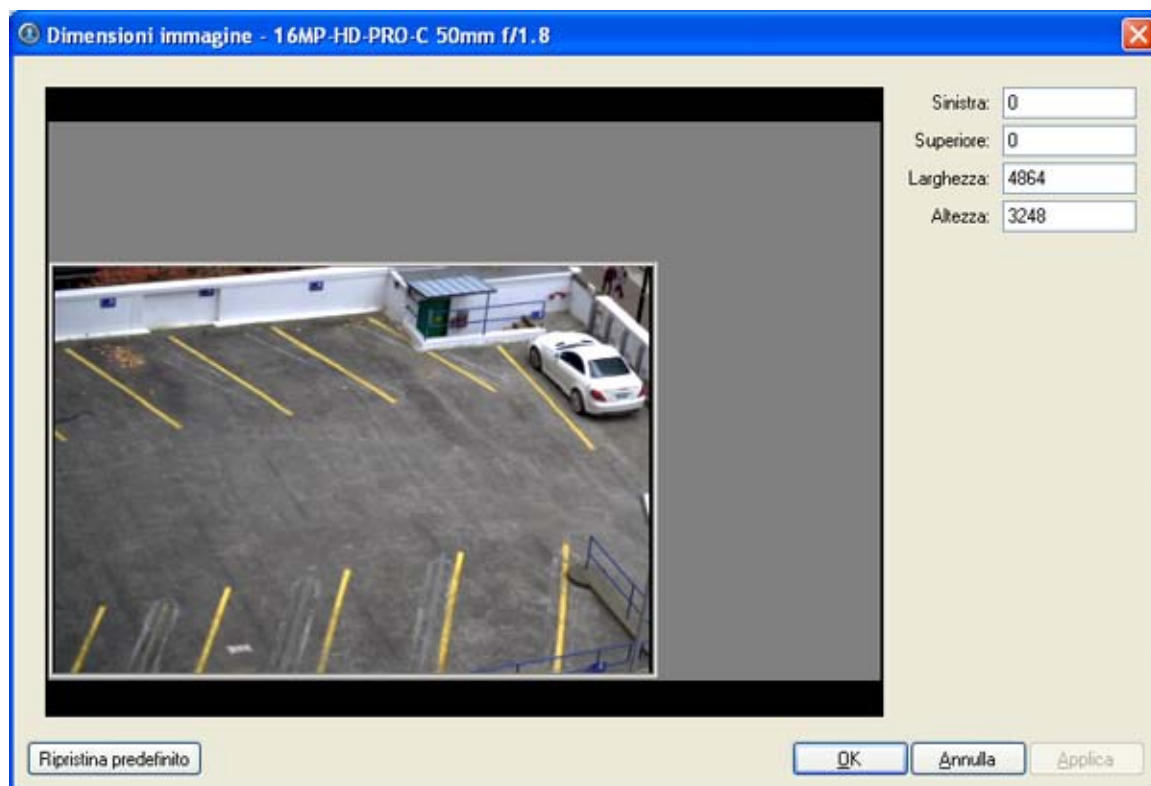 Dimensioni immagine - 16MP-HD-PRO-C 50mm f/1.8
Sinistra: 0
Superiore: 0
Larghezza: 4864
Altezza: 3248
Ripristina predefinito
OK
Annulla
Applica